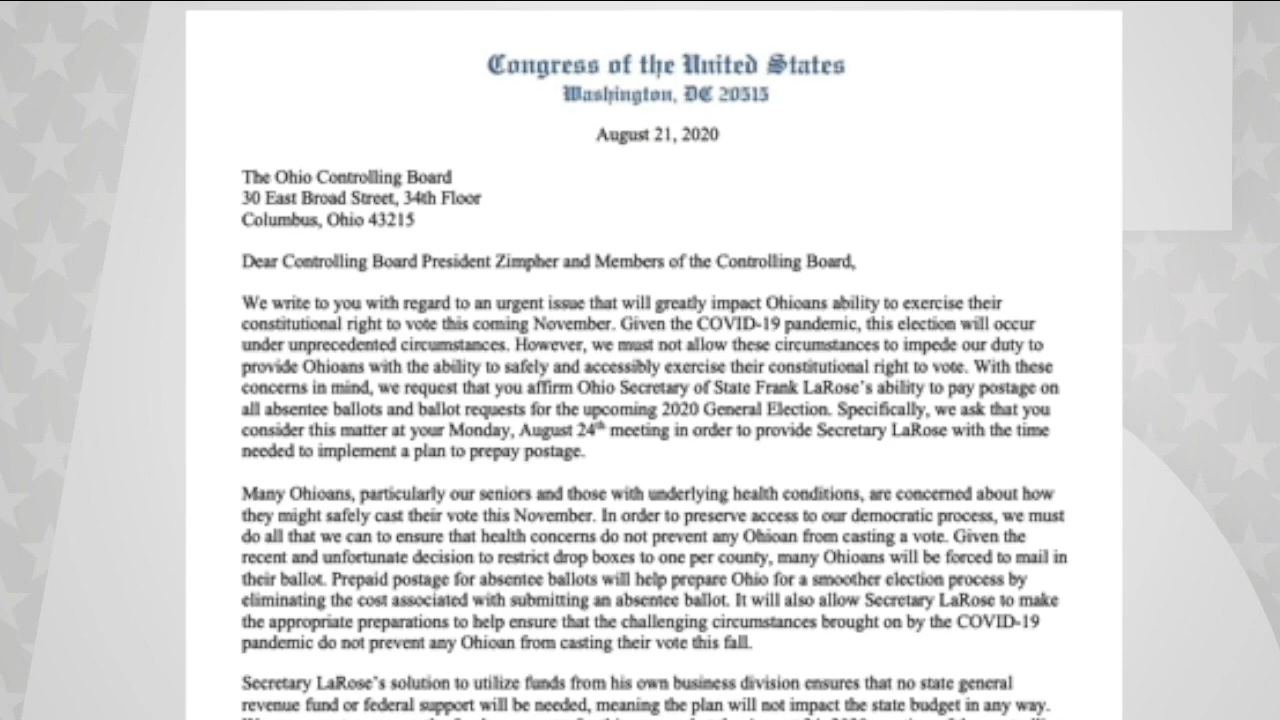 Congress of the United States
Washington, DC 20515
August 21, 2020
The Ohio Controlling Board
30 East Broad Street, 34th Floor
Columbus, Ohio 43215
Dear Controlling Board President Zimpher and Members of the Controlling Board,
We write to you with regard to an urgent issue that will greatly impact Ohioans ability to exercise their
constitutional right to vote this coming November. Given the COVID-19 pandemic, this election will occur
under unprecedented circumstances. However, we must not allow these circumstances to impede our duty to
provide Ohioans with the ability to safely and accessibly exercise their constitutional right to vote. With these
concerns in mind, we request that you affirm Ohio Secretary of State Frank LaRose's ability to pay postage on
all absentee ballots and ballot requests for the upcoming 2020 General Election. Specifically, we ask that you
consider this matter at your Monday, August 24th meeting in order to provide Secretary LaRose with the time
needed to implement a plan to prepay postage.
Many Ohioans, particularly our seniors and those with underlying health conditions, are concerned about how
they might safely cast their vote this November. In order to preserve access to our democratic process, we must
do all that we can to ensure that health concerns do not prevent any Ohioan from casting a vote. Given the
recent and unfortunate decision to restrict drop boxes to one per county, many Ohioans will be forced to mail in
their ballot. Prepaid postage for absentee ballots will help prepare Ohio for a smoother election process by
eliminating the cost associated with submitting an absentee ballot. It will also allow Secretary LaRose to make
the appropriate preparations to help ensure that the challenging circumstances brought on by the COVID-19
pandemic do not prevent any Ohioan from casting their vote this fall.
Secretary LaRose's solution to utilize funds from his own business division ensures that no state general
revenue fund or federal support will be needed, meaning the plan will not impact the state budget in any way.